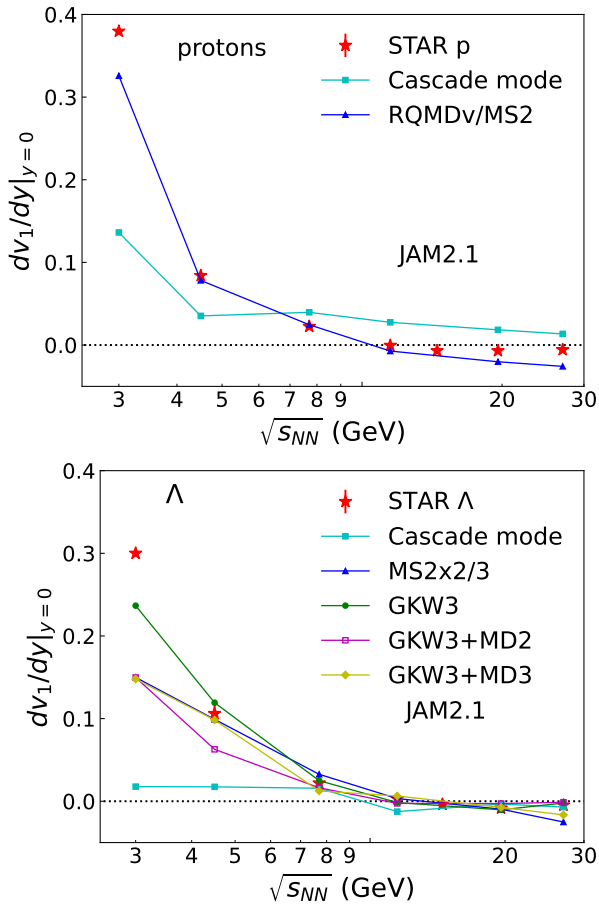 0.4
0.3
0.2
0.1
0.0
dv₁/dy|y=0
protons
STAR p
Cascade mode
RQMDv/MS2
JAM2.1
3 4 5 6 7 8 9 20 30
√sNN (GeV)
0.4
0.3
0.2
0.1
0.0
dv₁/dy|y=0
Λ
STAR Λ
Cascade mode
MS2x2/3
GKW3
GKW3+MD2
GKW3+MD3
JAM2.1
3 4 5 6 7 8 9 20 30
√sNN (GeV)